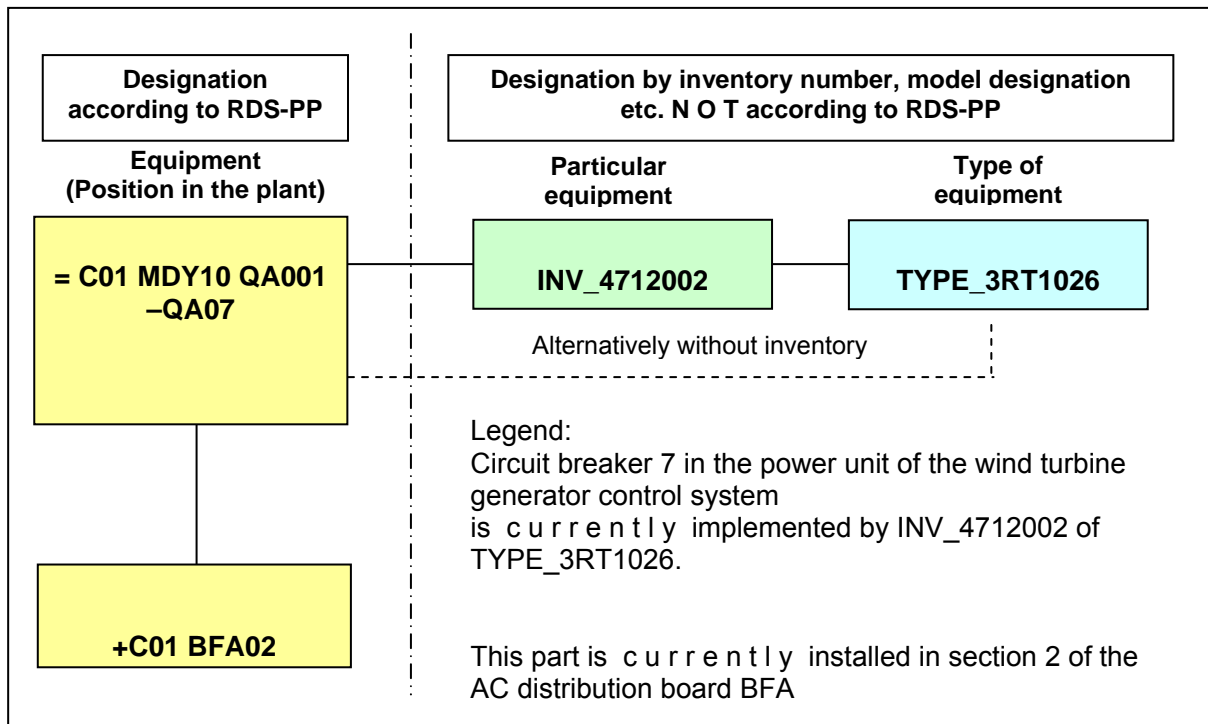 Designation
according to RDS-PP
Designation by inventory number, model designation
etc. N O T according to RDS-PP
Equipment
(Position in the plant)
Particular
equipment
Type of
equipment
= C01 MDY10 QA001
–QA07
INV_4712002
TYPE_3RT1026
Alternatively without inventory
Legend:
Circuit breaker 7 in the power unit of the wind turbine
generator control system
is c u r r e n t l y implemented by INV_4712002 of
TYPE_3RT1026.
+C01 BFA02
This part is c u r r e n t l y installed in section 2 of the
AC distribution board BFA